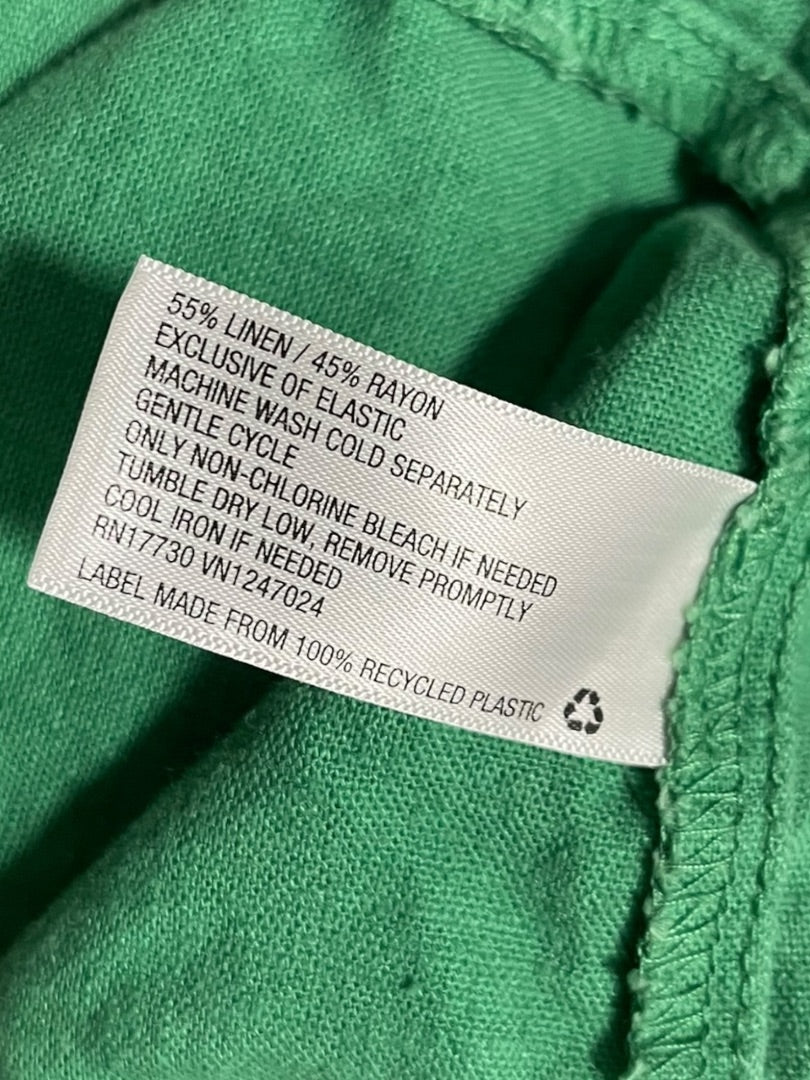 55% LINEN / 45% RAYON
EXCLUSIVE OF ELASTIC
MACHINE WASH COLD SEPARATELY
GENTLE CYCLE
ONLY NON-CHLORINE BLEACH IF NEEDED
TUMBLE DRY LOW, REMOVE PROMPTLY
COOL IRON IF NEEDED
RN17730 VN1247024
LABEL MADE FROM 100% RECYCLED PLASTIC